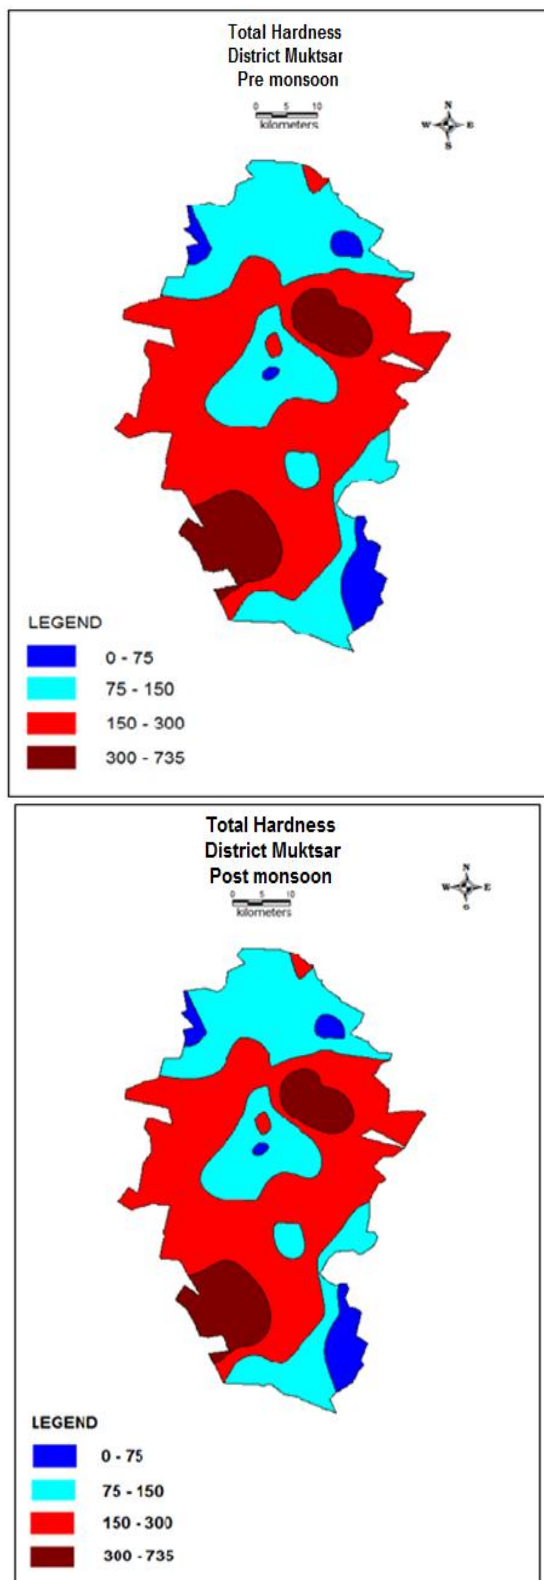 Total Hardness
District Muktsar
Pre monsoon
0 5 10
kilometers
N
W E
S
LEGEND
0 - 75
75 - 150
150 - 300
300 - 735
Total Hardness
District Muktsar
Post monsoon
0 5 10
kilometers
N
W E
LEGEND
0 - 75
75 - 150
150 - 300
300 - 735